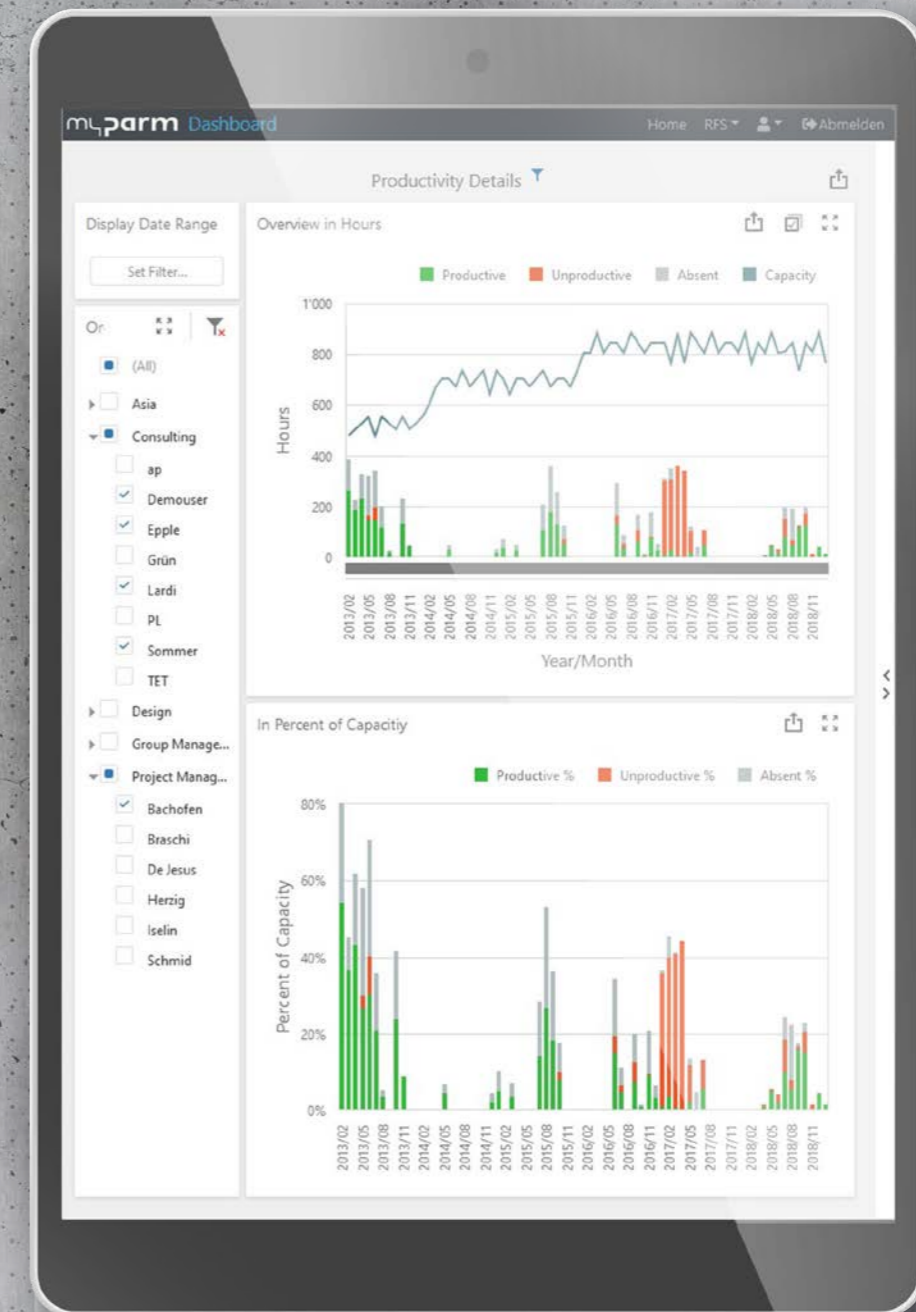 myparm Dashboard
Home RFS Abmelden
Productivity Details
Display Date Range
Set Filter...
Or
(All)
Asia
Consulting
ap
Demouser
Epple
Grün
Lardi
PL
Sommer
TET
Design
Group Manage...
Project Manag...
Bachofen
Braschi
De Jesus
Herzig
Iselin
Schmid
Overview in Hours
Productive Unproductive Absent Capacity
1'000
800
600
400
200
0
Hours
2013/02 2013/05 2013/08 2013/11 2014/02 2014/05 2014/08 2014/11 2015/02 2015/05 2015/08 2015/11 2016/02 2016/05 2016/08 2016/11 2017/02 2017/05 2017/08 2017/11 2018/02 2018/05 2018/08 2018/11
Year/Month
In Percent of Capacitiy
Productive % Unproductive % Absent %
80%
60%
40%
20%
0%
Percent of Capacity
2013/02 2013/05 2013/08 2013/11 2014/02 2014/05 2014/08 2014/11 2015/02 2015/05 2015/08 2015/11 2016/02 2016/05 2016/08 2016/11 2017/02 2017/05 2017/08 2017/11 2018/02 2018/05 2018/08 2018/11